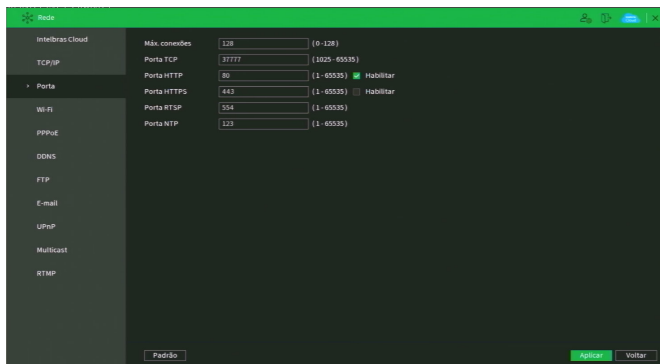 Rede
Intelbras Cloud
TCP/IP
Porta
Wi-Fi
PPPoE
DDNS
FTP
E-mail
UPnP
Multicast
RTMP
Máx. conexões 128 (0-128)
Porta TCP 37777 (1025-65535)
Porta HTTP 80 (1-65535) Habilitar
Porta HTTPS 443 (1-65535) Habilitar
Porta RTSP 554 (1-65535)
Porta NTP 123 (1-65535)
Padrão Aplicar Voltar